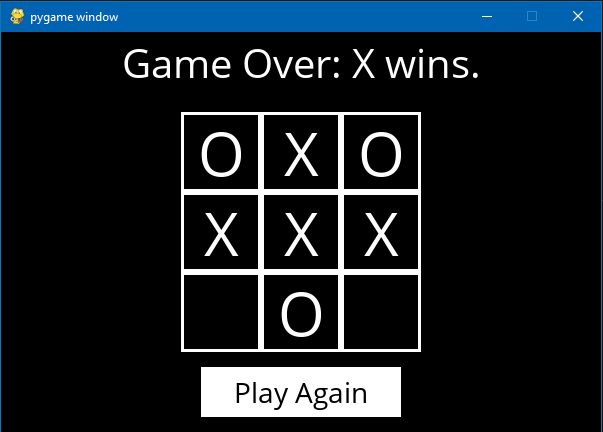 pygame window
Game Over: X wins.
O X O
X X X
O
Play Again